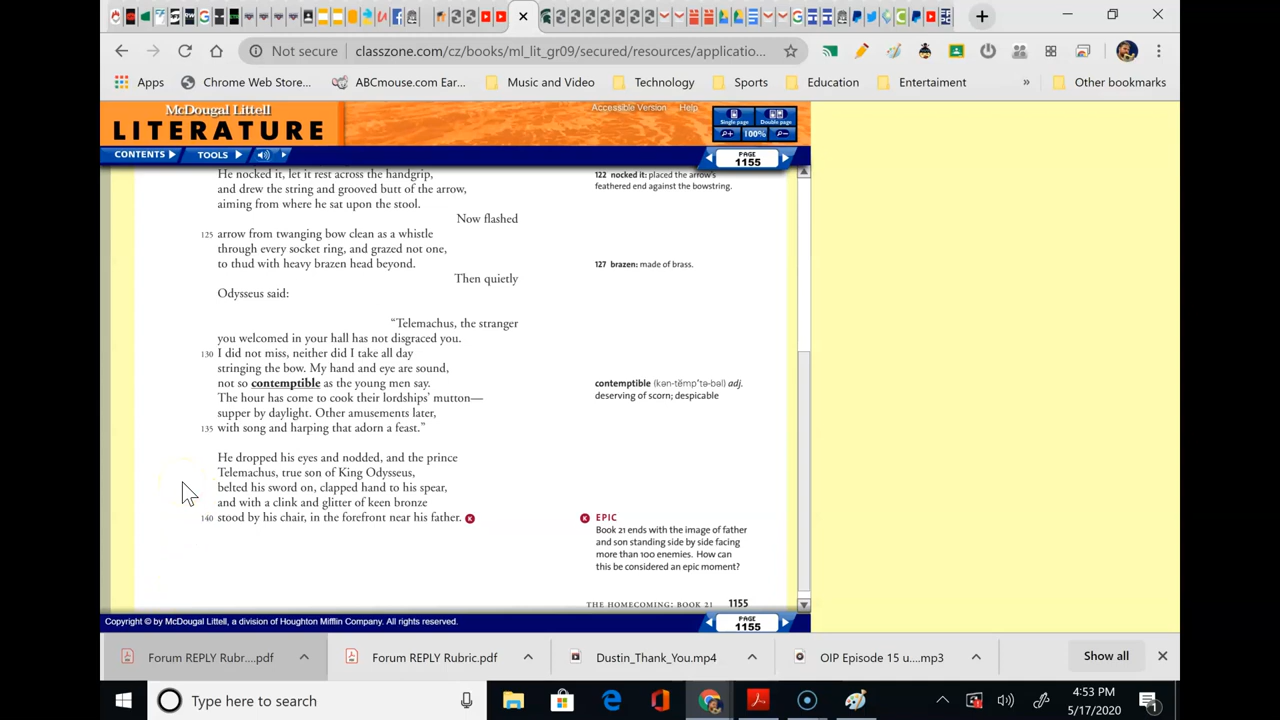 Not secure
classzone.com/cz/books/ml_lit_gr09/secured/resources/applicatio...
Apps
Chrome Web Store...
ABCmouse.com Ear...
Music and Video
Technology
Sports
Education
Entertaiment
»
Other bookmarks
McDougal Littell
LITERATURE
Accessible Version
Help
Single page
Double page
100%
CONTENTS
TOOLS
PAGE
1155
He nocked it, let it rest across the handgrip,
and drew the string and grooved butt of the arrow,
aiming from where he sat upon the stool.
Now flashed
125 arrow from twanging bow clean as a whistle
through every socket ring, and grazed not one,
to thud with heavy brazen head beyond.
Then quietly
Odysseus said:
“Telemachus, the stranger
you welcomed in your hall has not disgraced you.
130 I did not miss, neither did I take all day
stringing the bow. My hand and eye are sound,
not so contemptible as the young men say.
The hour has come to cook their lordships’ mutton—
supper by daylight. Other amusements later,
135 with song and harping that adorn a feast.”
He dropped his eyes and nodded, and the prince
Telemachus, true son of King Odysseus,
belted his sword on, clapped hand to his spear,
and with a clink and glitter of keen bronze
140 stood by his chair, in the forefront near his father. K
122 nocked it: placed the arrow’s
feathered end against the bowstring.
127 brazen: made of brass.
contemptible (kən-tĕmpˈtə-bəl) adj.
deserving of scorn; despicable
K EPIC
Book 21 ends with the image of father
and son standing side by side facing
more than 100 enemies. How can
this be considered an epic moment?
THE HOMECOMING: BOOK 21 1155
Copyright © by McDougal Littell, a division of Houghton Mifflin Company. All rights reserved.
PAGE
1155
Forum REPLY Rubr....pdf
Forum REPLY Rubric.pdf
Dustin_Thank_You.mp4
OIP Episode 15 u....mp3
Show all
Type here to search
4:53 PM
5/17/2020
1